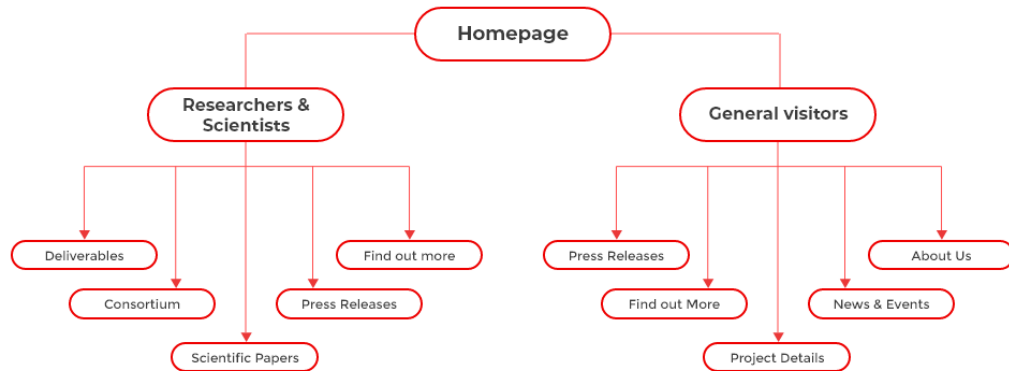 Homepage
Researchers &
Scientists
General visitors
Deliverables
Find out more
Press Releases
About Us
Consortium
Press Releases
Find out More
News & Events
Scientific Papers
Project Details